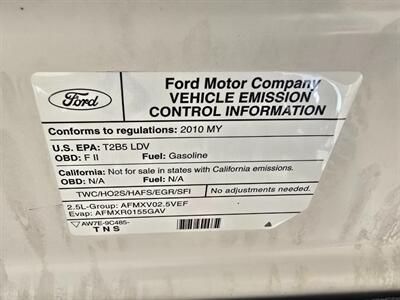 Ford
Ford Motor Company
VEHICLE EMISSION
CONTROL INFORMATION
Conforms to regulations: 2010 MY
U.S. EPA: T2B5 LDV
OBD: F II Fuel: Gasoline
California: Not for sale in states with California emissions.
OBD: N/A Fuel: N/A
TWC/HO2S/HAFS/EGR/SFI No adjustments needed.
2.5L-Group: AFMXV02.5VEF
Evap: AFMXR0155GAV
AW7E-9C485-
T N S